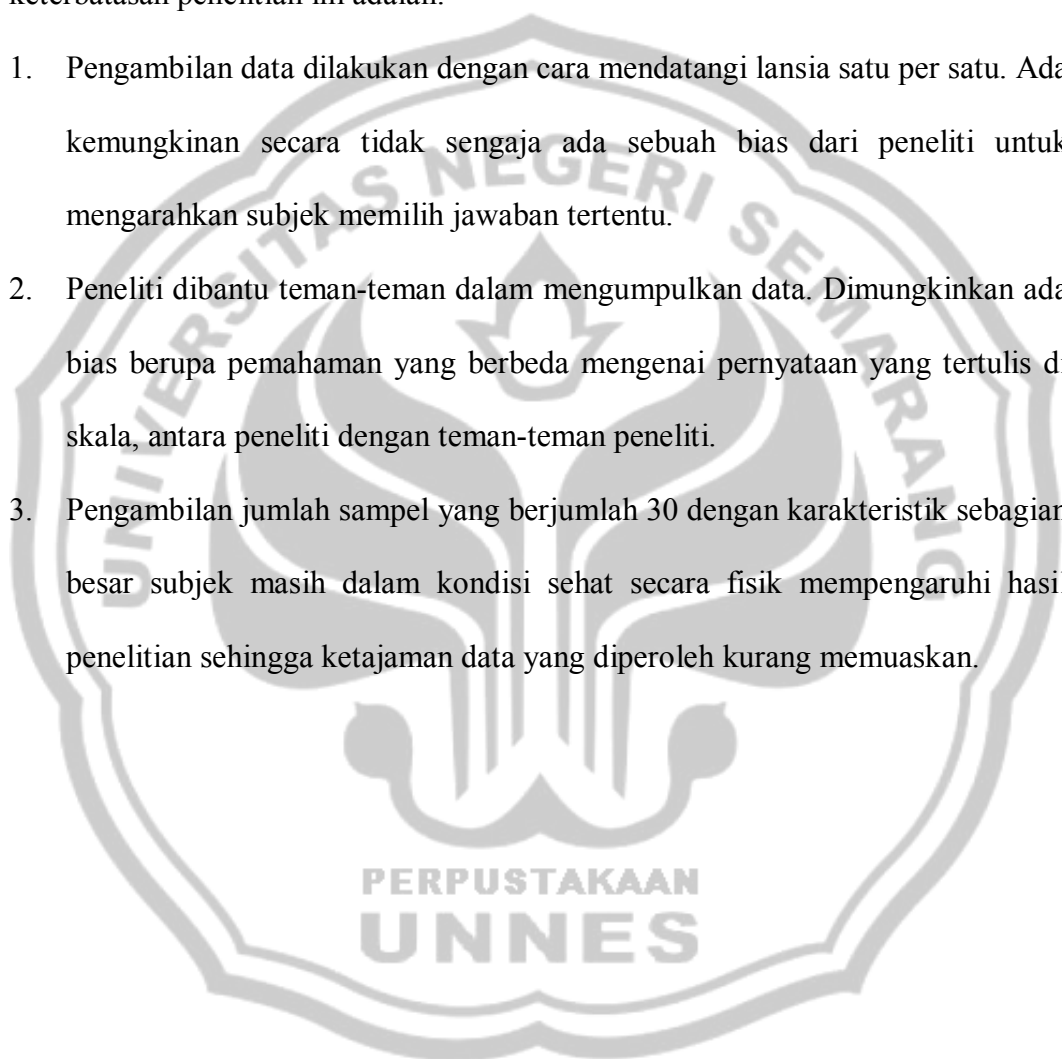 keterbatasan penelitian ini adalah:
1. Pengambilan data dilakukan dengan cara mendatangi lansia satu per satu. Ada
kemungkinan secara tidak sengaja ada sebuah bias dari peneliti untuk
mengarahkan subjek memilih jawaban tertentu.
2. Peneliti dibantu teman-teman dalam mengumpulkan data. Dimungkinkan ada
bias berupa pemahaman yang berbeda mengenai pernyataan yang tertulis di
skala, antara peneliti dengan teman-teman peneliti.
3. Pengambilan jumlah sampel yang berjumlah 30 dengan karakteristik sebagian
besar subjek masih dalam kondisi sehat secara fisik mempengaruhi hasil
penelitian sehingga ketajaman data yang diperoleh kurang memuaskan.
UNIVERSITAS NEGERI SEMARANG
PERPUSTAKAAN
UNNES